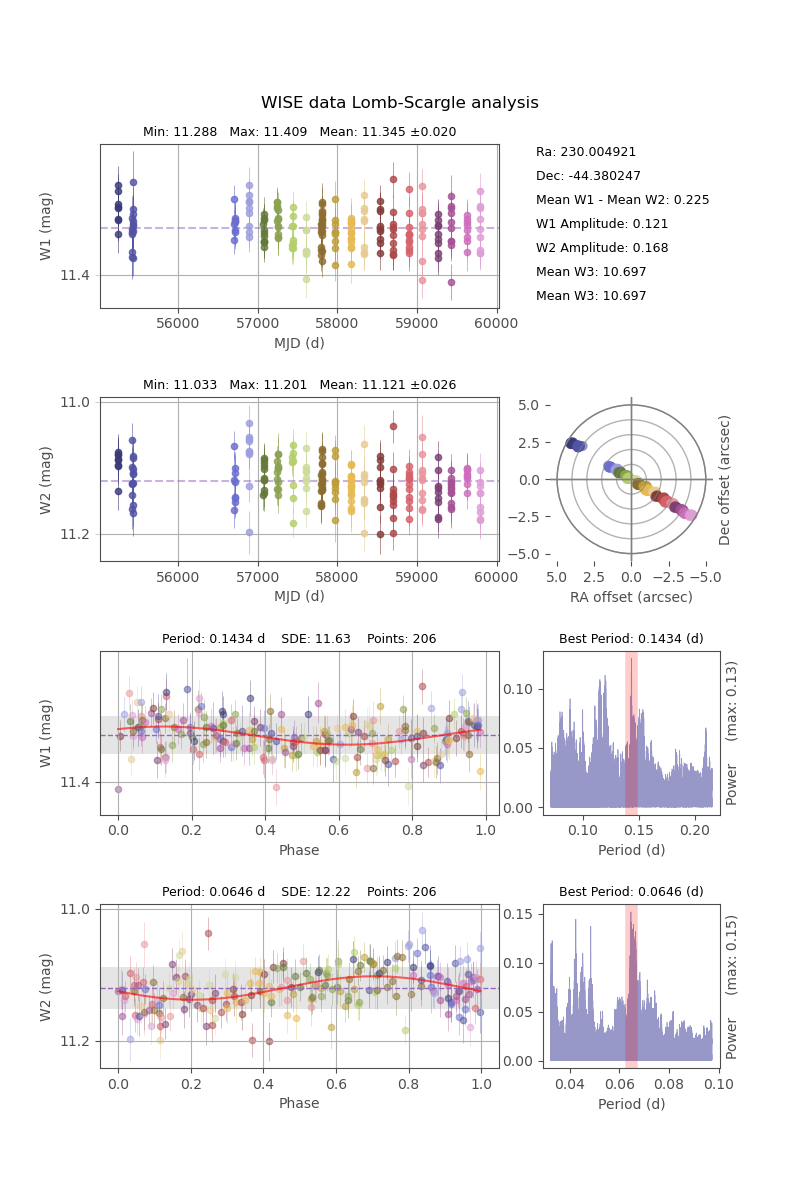 WISE data Lomb-Scargle analysis
Min: 11.288   Max: 11.409   Mean: 11.345 ±0.020
W1 (mag)
11.4
56000 57000 58000 59000 60000
MJD (d)
Ra: 230.004921
Dec: -44.380247
Mean W1 - Mean W2: 0.225
W1 Amplitude: 0.121
W2 Amplitude: 0.168
Mean W3: 10.697
Mean W3: 10.697
Min: 11.033   Max: 11.201   Mean: 11.121 ±0.026
W2 (mag)
11.0
11.2
56000 57000 58000 59000 60000
MJD (d)
5.0
2.5
0.0
−2.5
−5.0
5.0 2.5 0.0 −2.5 −5.0
RA offset (arcsec)
Dec offset (arcsec)
Period: 0.1434 d    SDE: 11.63    Points: 206
W1 (mag)
11.4
0.0 0.2 0.4 0.6 0.8 1.0
Phase
Best Period: 0.1434 (d)
0.10
0.05
0.00
0.10 0.15 0.20
Period (d)
Power    (max: 0.13)
Period: 0.0646 d    SDE: 12.22    Points: 206
W2 (mag)
11.0
11.2
0.0 0.2 0.4 0.6 0.8 1.0
Phase
Best Period: 0.0646 (d)
0.15
0.10
0.05
0.00
0.04 0.06 0.08 0.10
Period (d)
Power    (max: 0.15)